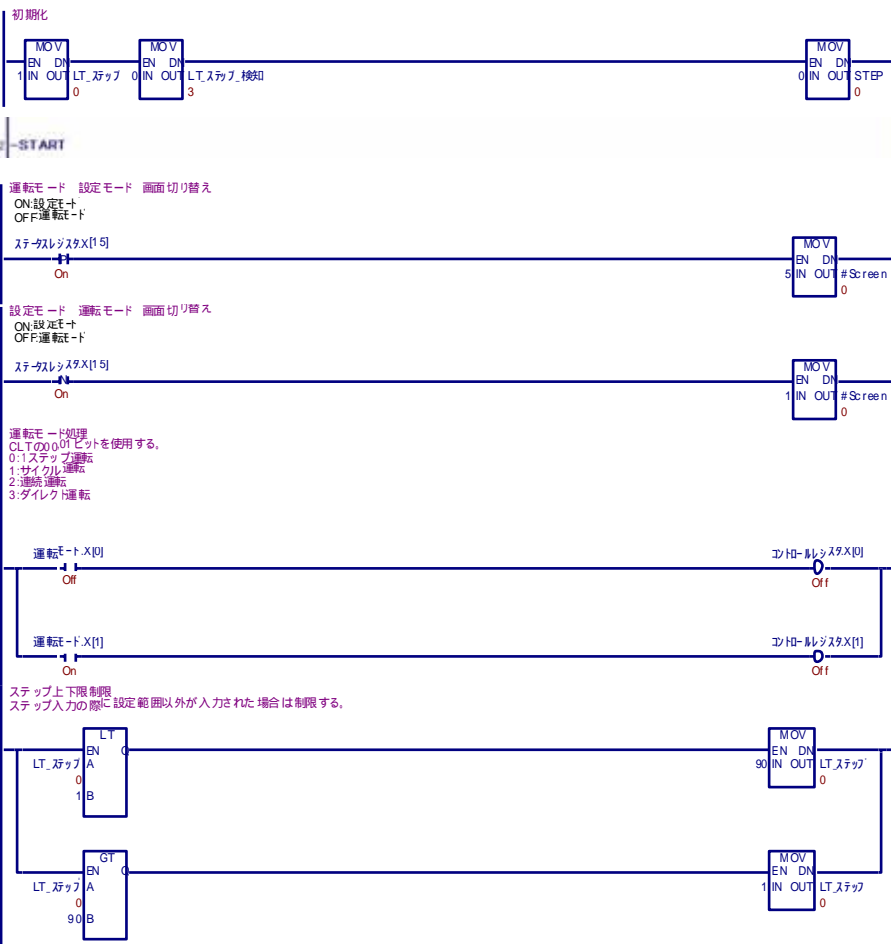 初期化
MOV MOV MOV
EN DN EN DN EN DN
1 IN OUT LT_ステップ 0 IN OUT LT_ステップ_検知 0 IN OUT STEP
0 3 0
-START
運転モード 設定モード 画面切り替え
ON:設定モード
OFF:運転モード
ステータスレジスタ.X[15] MOV
P EN DN
On 5 IN OUT #Screen
0
設定モード 運転モード 画面切り替え
ON:設定モード
OFF:運転モード
ステータスレジスタ.X[15] MOV
N EN DN
On 1 IN OUT #Screen
0
運転モード処理
CLTの00,01ビットを使用する。
0:1ステップ運転
1:サイクル運転
2:連続運転
3:ダイレクト運転
運転モード.X[0] コントロールレジスタ.X[0]
Off Off
運転モード.X[1] コントロールレジスタ.X[1]
On Off
ステップ上下限制限
ステップ入力の際に設定範囲以外が入力された場合は制限する。
LT MOV
EN Q EN DN
LT_ステップ A 90 IN OUT LT_ステップ
0 0
1 B
GT MOV
EN Q EN DN
LT_ステップ A 1 IN OUT LT_ステップ
0 0
90 B